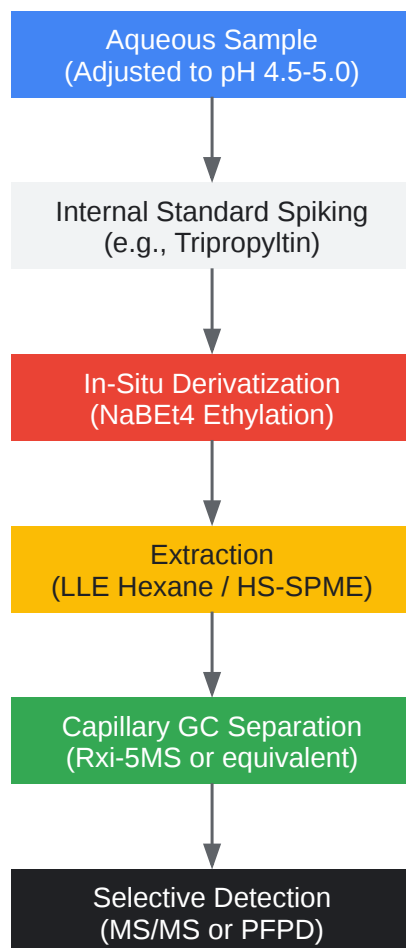 Aqueous Sample
(Adjusted to pH 4.5-5.0)
Internal Standard Spiking
(e.g., Tripropyltin)
In-Situ Derivatization
(NaBEt4 Ethylation)
Extraction
(LLE Hexane / HS-SPME)
Capillary GC Separation
(Rxi-5MS or equivalent)
Selective Detection
(MS/MS or PFPD)